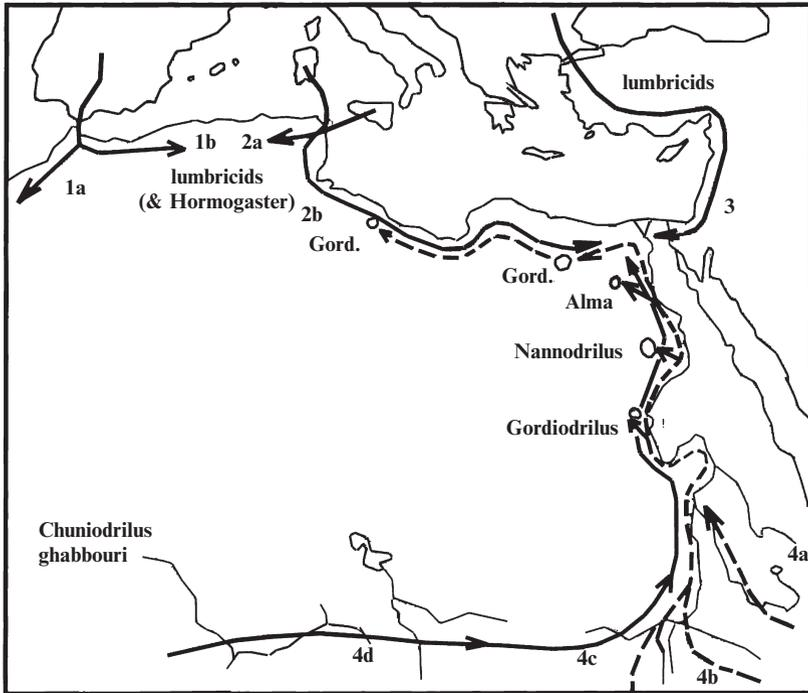 lumbricids
1b
2a
1a
lumbricids
(& Hormogaster)
2b
3
Gord.
Gord.
Alma
Nannodrilus
Gordiodrilus
Chuniodrilus
ghabbouri
4a
4d
4c
4b